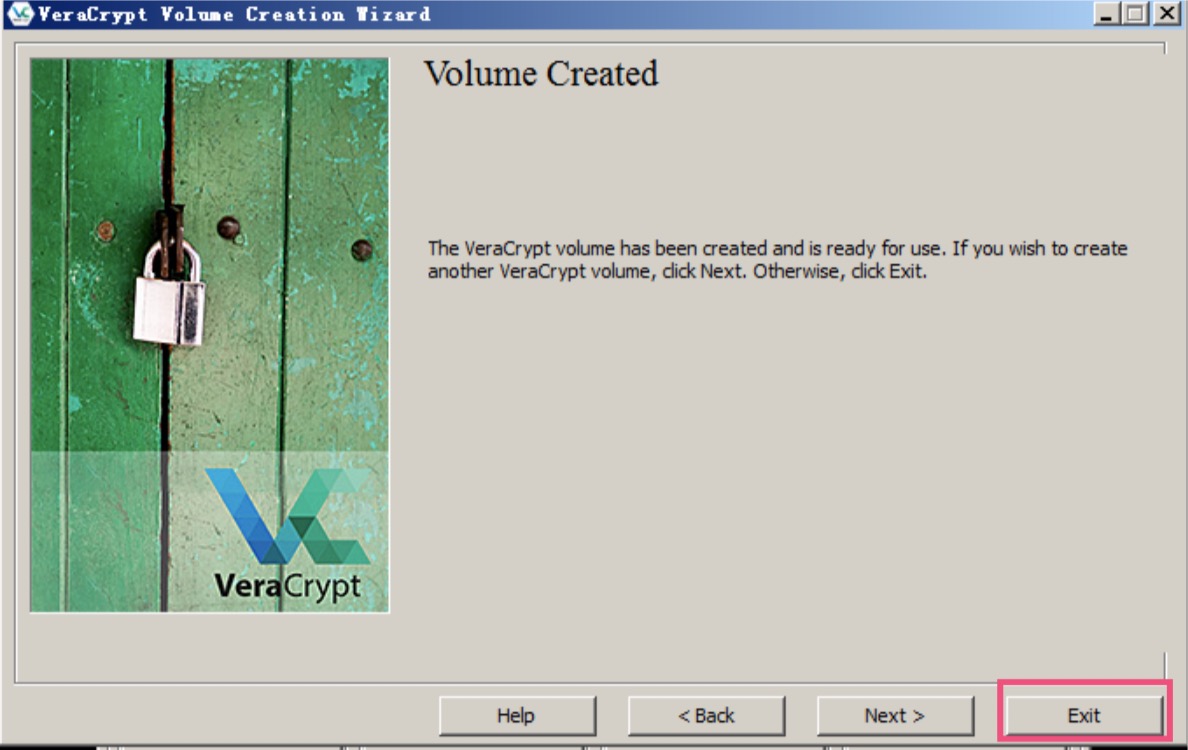 VeraCrypt Volume Creation Wizard
Volume Created
The VeraCrypt volume has been created and is ready for use. If you wish to create
another VeraCrypt volume, click Next. Otherwise, click Exit.
VeraCrypt
Help
< Back
Next >
Exit